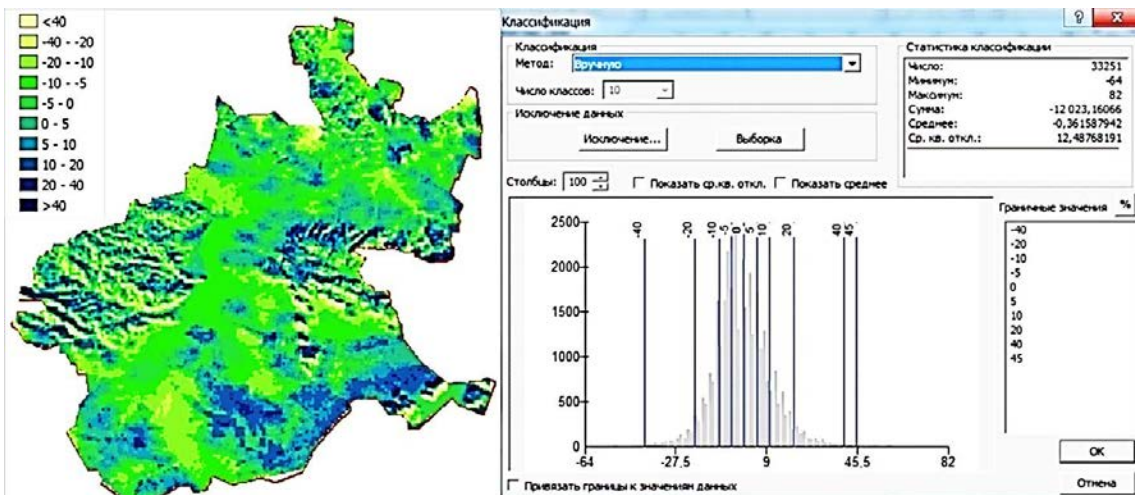 <40
-40 - -20
-20 - -10
-10 - -5
-5 - 0
0 - 5
5 - 10
10 - 20
20 - 40
>40
Классификация
Классификация
Метод: Вручную
Число классов: 10
Исключение данных
Исключение... Выборка
Статистика классификации
Число: 33251
Минимум: -64
Максимум: 82
Сумма: -12 023,16066
Среднее: -0,361587942
Ср. кв. откл.: 12,48768191
Столбцы: 100 Показать ср.кв. откл. Показать среднее
-40 -20 -10 -5 0 5 10 20 40 45
2500
2000
1500
1000
500
0
-64 -27.5 9 45.5 82
Граничные значения %
-40
-20
-10
-5
0
5
10
20
40
45
Привязать границы к значениям данных
OK
Отмена